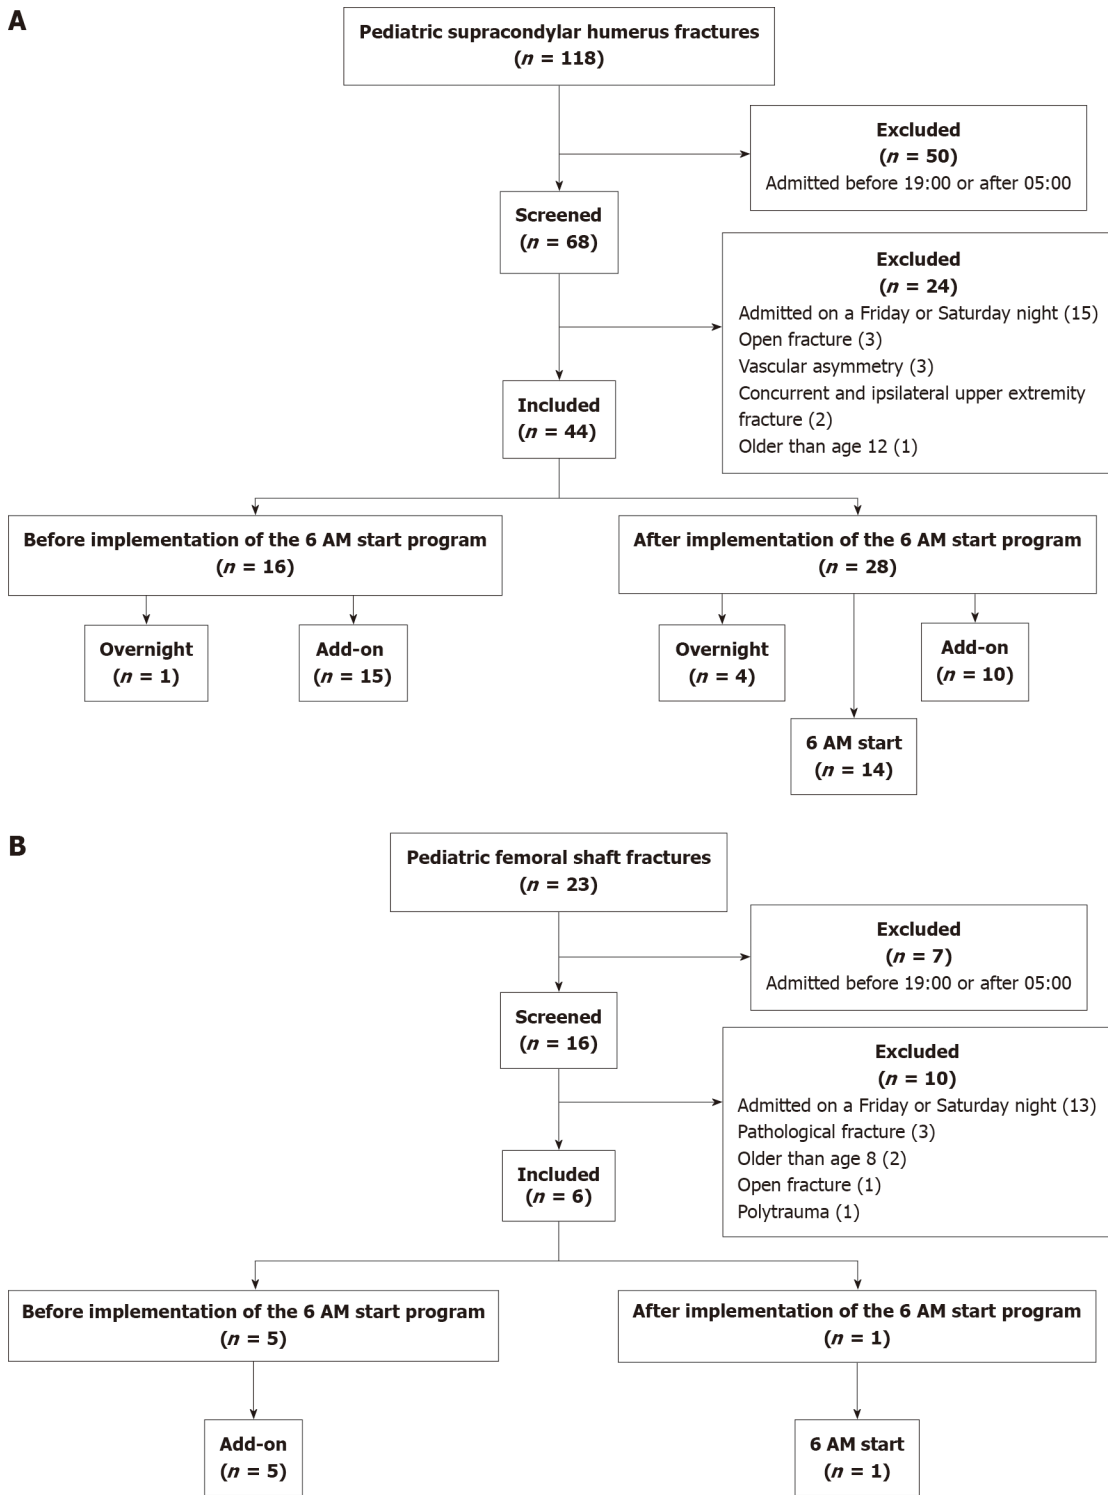 A
Pediatric supracondylar humerus fractures
(n = 118)
Excluded
(n = 50)
Admitted before 19:00 or after 05:00
Screened
(n = 68)
Excluded
(n = 24)
Admitted on a Friday or Saturday night (15)
Open fracture (3)
Vascular asymmetry (3)
Concurrent and ipsilateral upper extremity
fracture (2)
Older than age 12 (1)
Included
(n = 44)
Before implementation of the 6 AM start program
(n = 16)
After implementation of the 6 AM start program
(n = 28)
Overnight
(n = 1)
Add-on
(n = 15)
Overnight
(n = 4)
Add-on
(n = 10)
6 AM start
(n = 14)
B
Pediatric femoral shaft fractures
(n = 23)
Excluded
(n = 7)
Admitted before 19:00 or after 05:00
Screened
(n = 16)
Excluded
(n = 10)
Admitted on a Friday or Saturday night (13)
Pathological fracture (3)
Older than age 8 (2)
Open fracture (1)
Polytrauma (1)
Included
(n = 6)
Before implementation of the 6 AM start program
(n = 5)
After implementation of the 6 AM start program
(n = 1)
Add-on
(n = 5)
6 AM start
(n = 1)